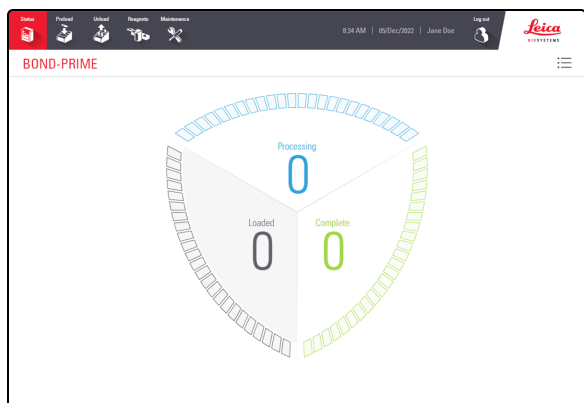 Status
Preload
Unload
Reagents
Maintenance
8:34 AM | 05/Dec/2022 | Jane Doe
Log out
Leica
BIOSYSTEMS
BOND-PRIME
Processing
0
Loaded
0
Complete
0